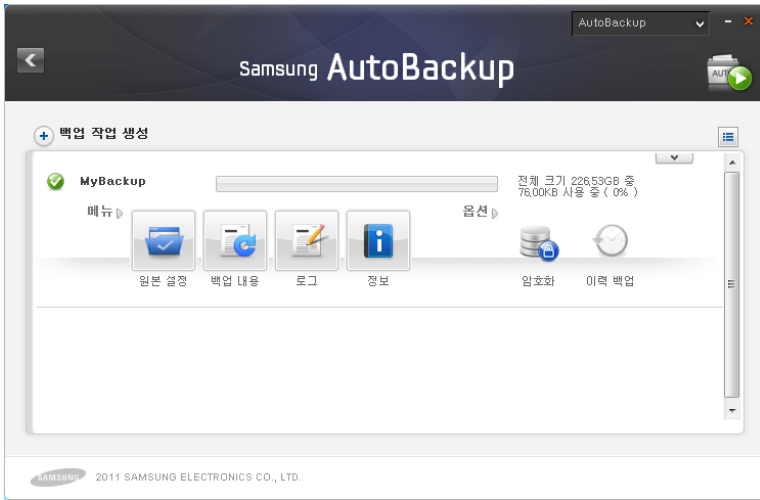 AutoBackup
Samsung AutoBackup
AUTO
백업 작업 생성
MyBackup
전체 크기 226,53GB 중
76,00KB 사용 중 ( 0% )
메뉴
옵션
원본 설정 백업 내용 로그 정보 암호화 이력 백업
SAMSUNG 2011 SAMSUNG ELECTRONICS CO., LTD.